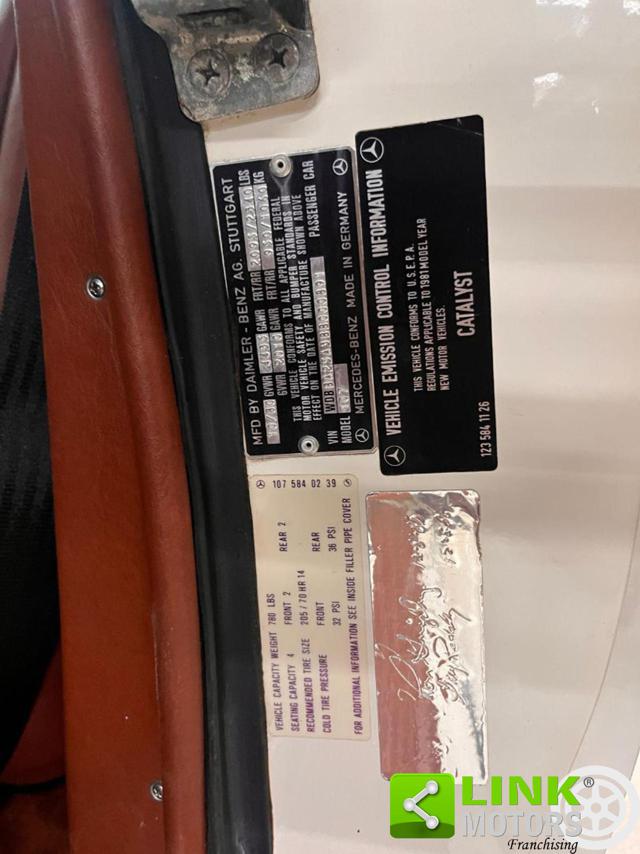 MFD BY DAIMLER-BENZ AG. STUTTGART
GVWR GAWR FRT/RR LBS
GVWR GAWR FRT/RR KG
THIS VEHICLE CONFORMS TO ALL APPLICABLE FEDERAL
MOTOR VEHICLE SAFETY AND BUMPER STANDARDS IN
EFFECT ON THE DATE OF MANUFACTURE SHOWN ABOVE
VIN WDB PASSENGER CAR
MODEL 107 MERCEDES-BENZ MADE IN GERMANY
VEHICLE EMISSION CONTROL INFORMATION
THIS VEHICLE CONFORMS TO U.S.E.P.A.
REGULATIONS APPLICABLE TO 1981 MODEL YEAR
NEW MOTOR VEHICLES.
CATALYST
123 584 11 26
107 584 02 39
VEHICLE CAPACITY WEIGHT 780 LBS
SEATING CAPACITY 4 FRONT 2 REAR 2
RECOMMENDED TIRE SIZE 205/70 HR 14
COLD TIRE PRESSURE FRONT REAR
32 PSI 36 PSI
FOR ADDITIONAL INFORMATION SEE INSIDE FILLER PIPE COVER
LINK®
MOTORS
Franchising